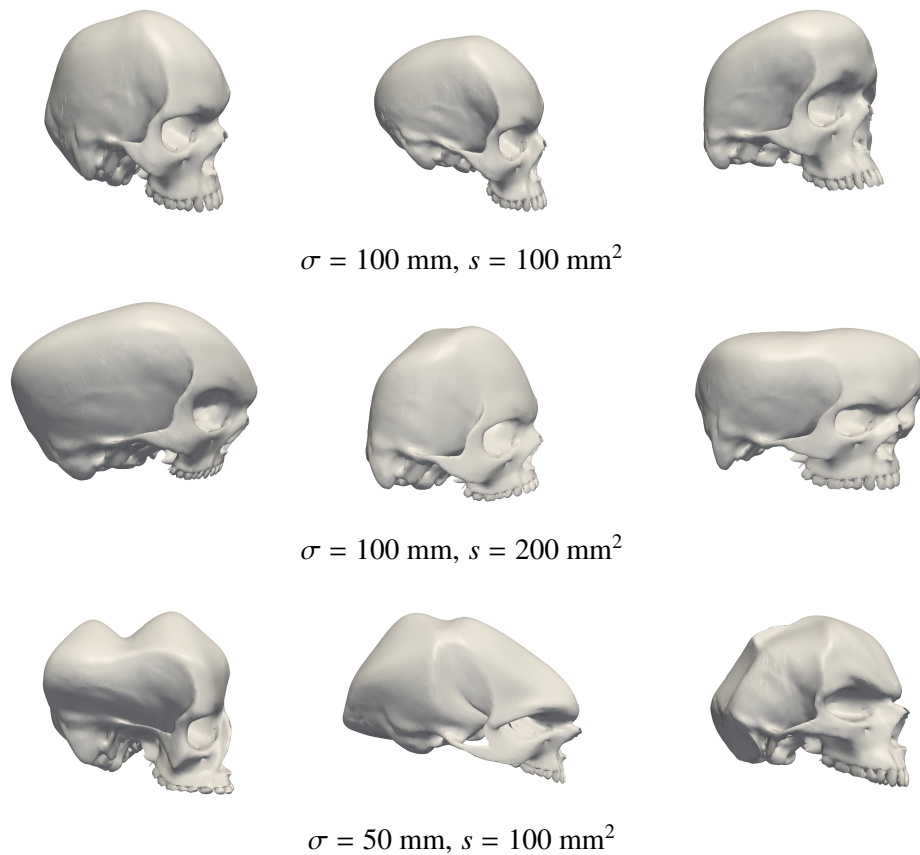 σ = 100 mm, s = 100 mm²
σ = 100 mm, s = 200 mm²
σ = 50 mm, s = 100 mm²